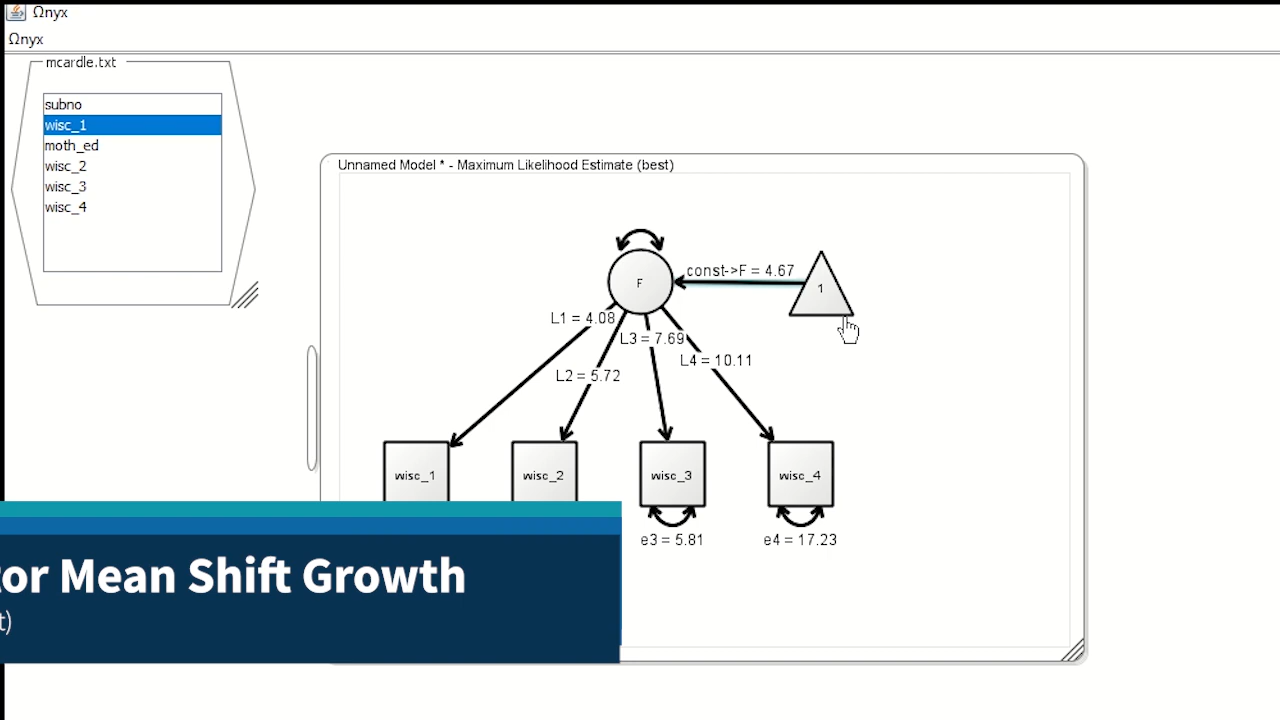 Ωnyx
Ωnyx
mcardle.txt
subno
wisc_1
moth_ed
wisc_2
wisc_3
wisc_4
Unnamed Model * - Maximum Likelihood Estimate (best)
F
const->F = 4.67
1
L1 = 4.08
L3 = 7.69
L4 = 10.11
L2 = 5.72
wisc_1
wisc_2
wisc_3
wisc_4
e3 = 5.81
e4 = 17.23
tor Mean Shift Growth
t)